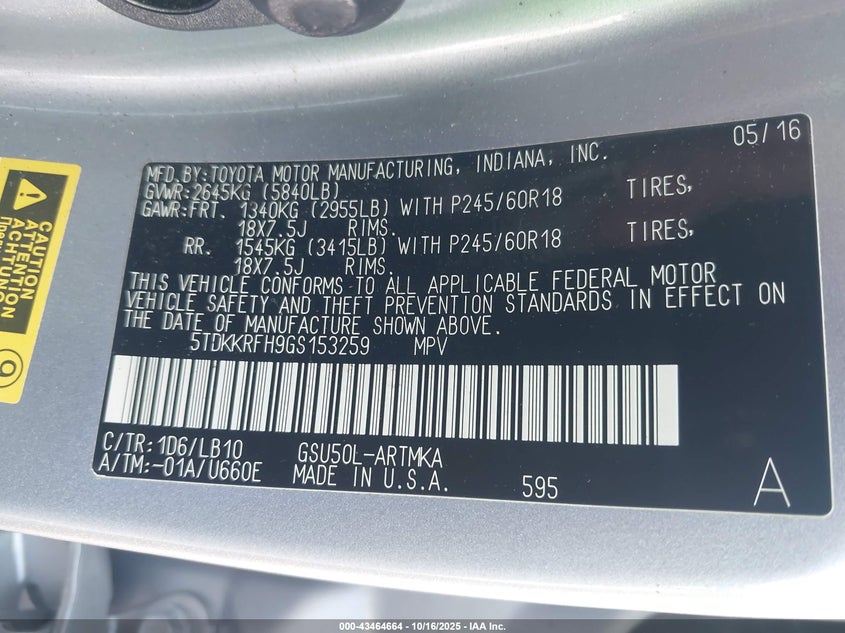 05/16
MFD.BY:TOYOTA MOTOR MANUFACTURING, INDIANA, INC.
GVWR:2645KG (5840LB)
GAWR:FRT. 1340KG (2955LB) WITH P245/60R18 TIRES,
18X7.5J RIMS.
RR. 1545KG (3415LB) WITH P245/60R18 TIRES,
18X7.5J RIMS.
THIS VEHICLE CONFORMS TO ALL APPLICABLE FEDERAL MOTOR
VEHICLE SAFETY AND THEFT PREVENTION STANDARDS IN EFFECT ON
THE DATE OF MANUFACTURE SHOWN ABOVE.
5TDKKRFH9GS153259 MPV
C/TR:1D6/LB10 GSU50L-ARTMKA
A/TM:-01A/U660E MADE IN U.S.A. 595 A
CAUTION
ATTENTION
ACHTUNG
000-43464664 - 10/16/2025 - IAA Inc.